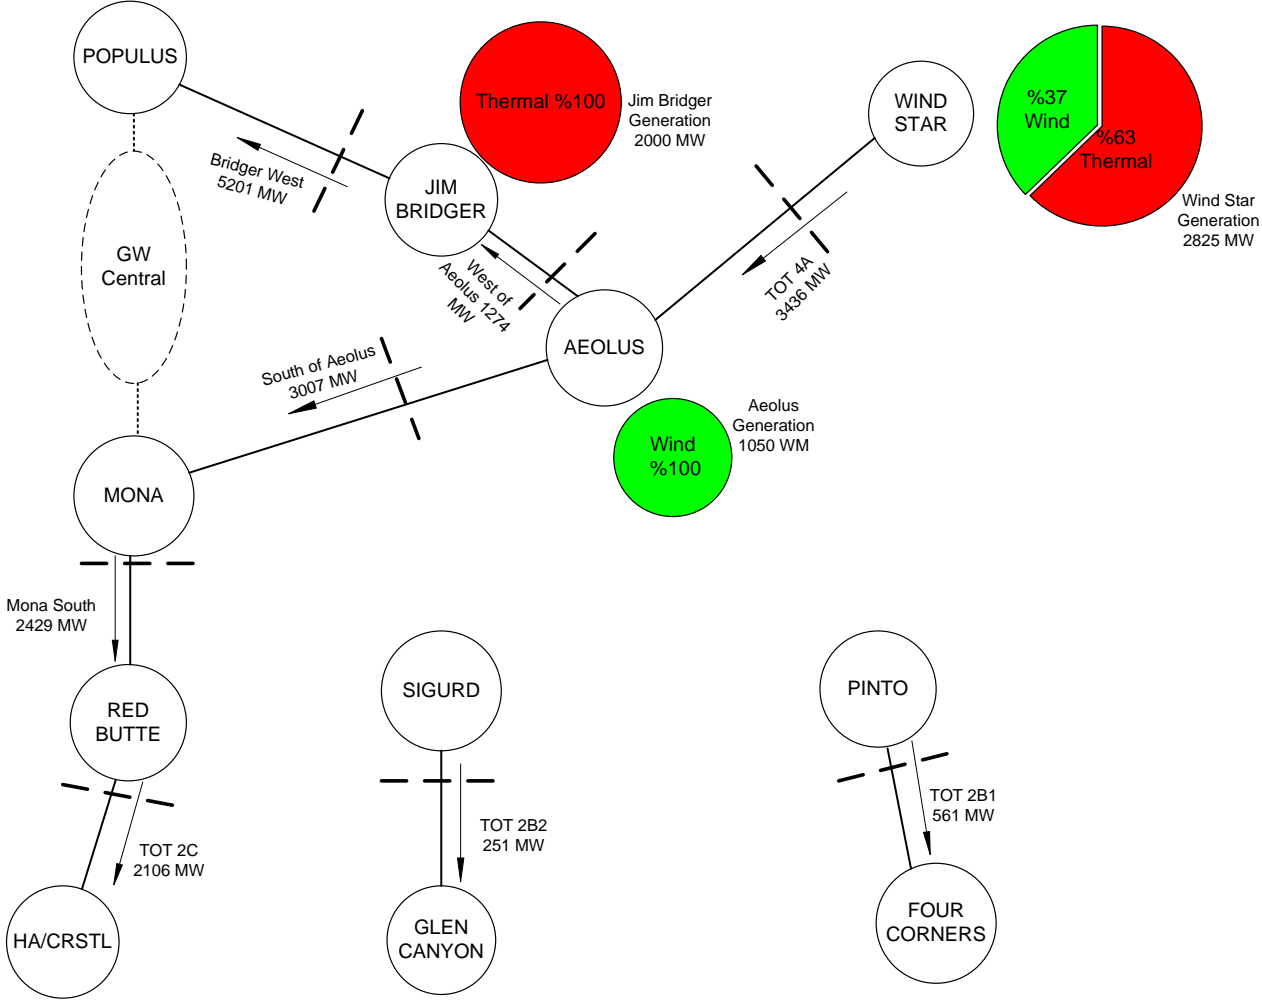 POPULUS
Thermal %100
Jim Bridger
Generation
2000 MW
WIND
STAR
%37
Wind
%63
Thermal
Wind Star
Generation
2825 MW
Bridger West
5201 MW
JIM
BRIDGER
GW
Central
West of
Aeolus 1274
MW
TOT 4A
3436 MW
AEOLUS
South of Aeolus
3007 MW
Aeolus
Generation
1050 WM
Wind
%100
MONA
Mona South
2429 MW
RED
BUTTE
SIGURD
PINTO
TOT 2C
2106 MW
TOT 2B2
251 MW
TOT 2B1
561 MW
HA/CRSTL
GLEN
CANYON
FOUR
CORNERS